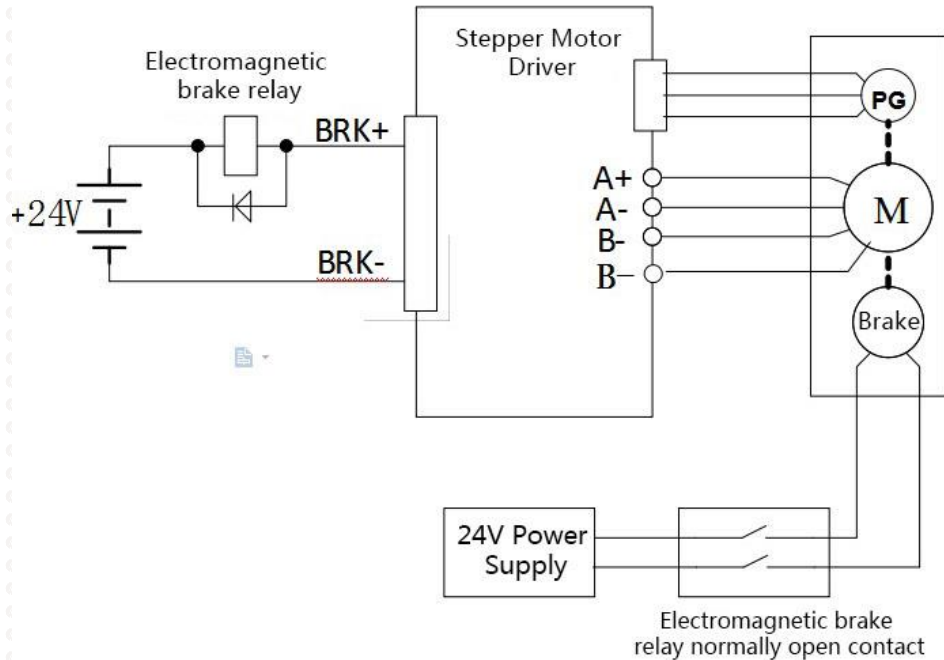 Electromagnetic
brake relay
BRK+
+24V
BRK-
Stepper Motor
Driver
A+
A-
B-
B-
PG
M
Brake
24V Power
Supply
Electromagnetic brake
relay normally open contact